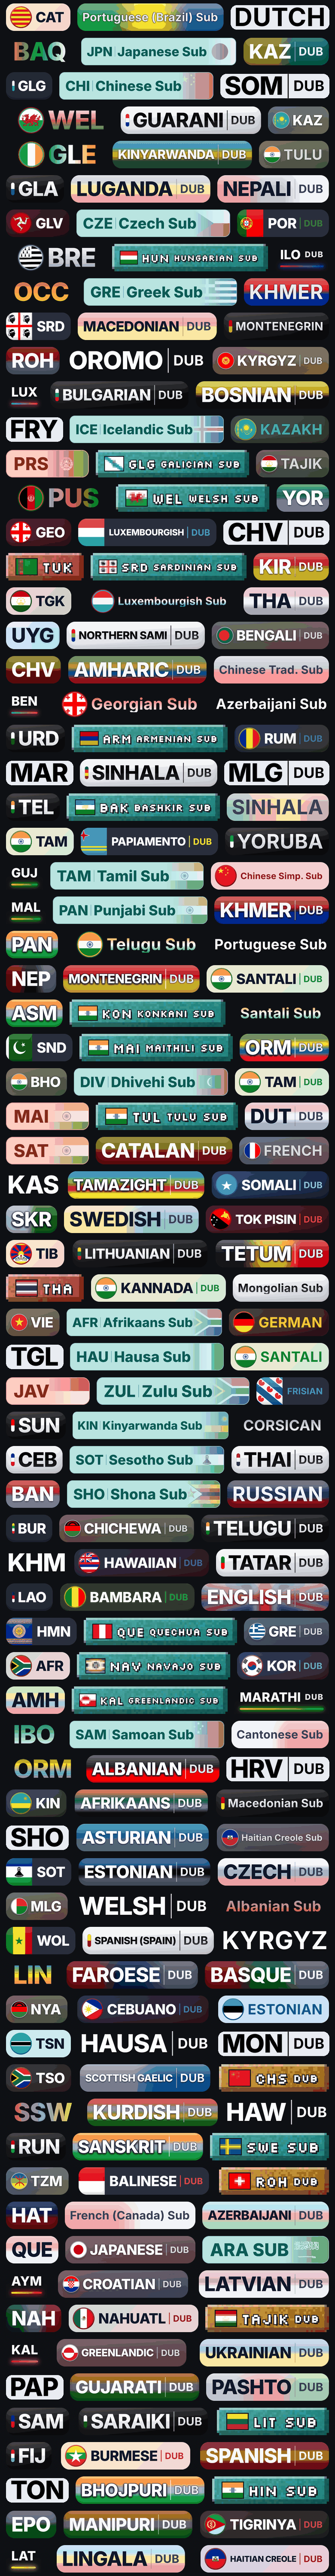 CAT Portuguese (Brazil) Sub DUTCH
BAQ JPN Japanese Sub KAZ DUB
GLG CHI Chinese Sub SOM DUB
WEL GUARANI DUB KAZ
GLE KINYARWANDA DUB TULU
GLA LUGANDA DUB NEPALI DUB
GLV CZE Czech Sub POR DUB
BRE HUN HUNGARIAN SUB ILO DUB
OCC GRE Greek Sub KHMER
SRD MACEDONIAN DUB MONTENEGRIN
ROH OROMO DUB KYRGYZ DUB
LUX BULGARIAN DUB BOSNIAN
FRY ICE Icelandic Sub KAZAKH
PRS GLG GALICIAN SUB TAJIK
PUS WEL WELSH SUB YOR
GEO LUXEMBOURGISH DUB CHV
TUK SRD SARDINIAN SUB KIR DUB
TGK Luxembourgish Sub THA DUB
UYG NORTHERN SAMI DUB BENGALI DUB
CHV AMHARIC DUB Chinese Trad. Sub
BEN Georgian Sub Azerbaijani Sub
URD ARM ARMENIAN SUB RUM DUB
MAR SINHALA DUB MLG DUB
TEL BAK BASHKIR SUB SINHALA
TAM PAPIAMENTO DUB YORUBA
GUJ TAM Tamil Sub Chinese Simp. Sub
MAL PAN Punjabi Sub KHMER DUB
PAN Telugu Sub Portuguese Sub
NEP MONTENEGRIN DUB SANTALI DUB
ASM KON KONKANI SUB Santali Sub
SND MAI MAITHILI SUB ORM DUB
BHO DIV Dhivehi Sub TAM DUB
MAI TUL TULU SUB DUT DUB
SAT CATALAN DUB FRENCH
KAS TAMAZIGHT DUB SOMALI DUB
SKR SWEDISH DUB TOK PISIN DUB
TIB LITHUANIAN DUB TETUM DUB
THA KANNADA DUB Mongolian Sub
VIE AFR Afrikaans Sub GERMAN
TGL HAU Hausa Sub SANTALI
JAV ZUL Zulu Sub FRISIAN
SUN KIN Kinyarwanda Sub CORSICAN
CEB SOT Sesotho Sub THAI DUB
BAN SHO Shona Sub RUSSIAN
BUR CHICHEWA DUB TELUGU DUB
KHM HAWAIIAN DUB TATAR
LAO BAMBARA DUB ENGLISH DUB
HMN QUE QUECHUA SUB GRE DUB
AFR NAV NAVAJO SUB KOR DUB
AMH KAL GREENLANDIC SUB MARATHI DUB
IBO SAM Samoan Sub Cantonese Sub
ORM ALBANIAN DUB HRV DUB
KIN AFRIKAANS DUB Macedonian Sub
SHO ASTURIAN DUB Haitian Creole Sub
SOT ESTONIAN DUB CZECH DUB
MLG WELSH DUB Albanian Sub
WOL SPANISH (SPAIN) DUB KYRGYZ
LIN FAROESE DUB BASQUE DUB
NYA CEBUANO DUB ESTONIAN
TSN HAUSA DUB MON DUB
TSO SCOTTISH GAELIC DUB CHS DUB
SSW KURDISH DUB HAW DUB
RUN SANSKRIT DUB SWE SUB
TZM BALINESE DUB ROH DUB
HAT French (Canada) Sub AZERBAIJANI DUB
QUE JAPANESE DUB ARA SUB
AYM CROATIAN DUB LATVIAN
NAH NAHUATL DUB TAJIK DUB
KAL GREENLANDIC DUB UKRAINIAN
PAP GUJARATI DUB PASHTO
SAM SARAIKI DUB LIT SUB
FIJ BURMESE DUB SPANISH DUB
TON BHOJPURI DUB HIN SUB
EPO MANIPURI DUB TIGRINYA DUB
LAT LINGALA DUB HAITIAN CREOLE DUB